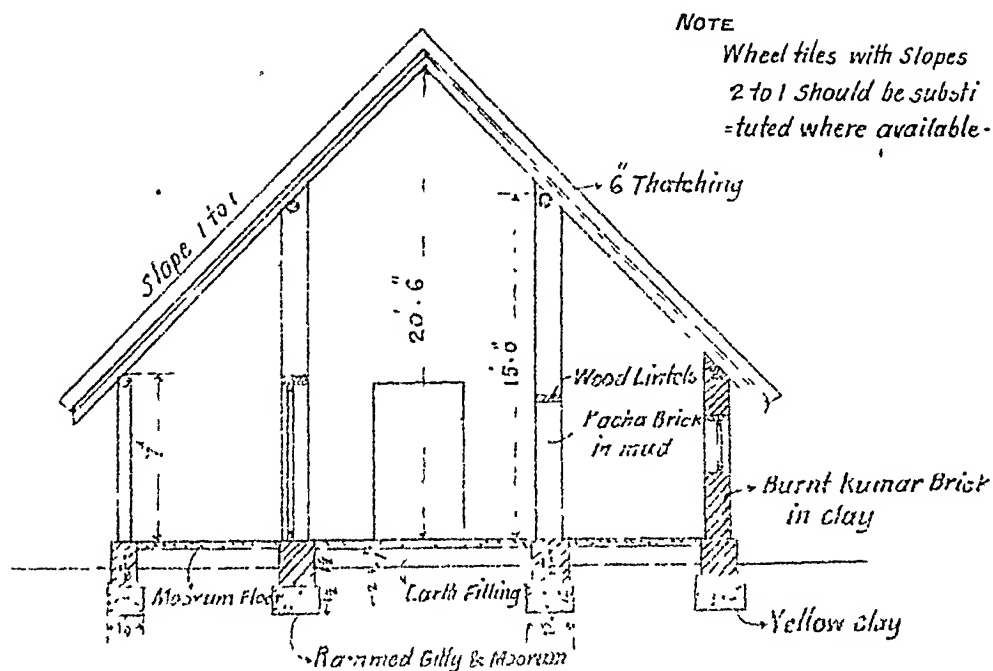 NOTE
Wheel tiles with Slopes
2 to 1 should be substi
=tuted where available.
6" Thatching
Slope 1 to 1
20'.6"
15'.0"
7'
Wood Lintels
Kacha Brick
in mud
Burnt Kumar Brick
in clay
Moorum Floor
Earth Filling
Yellow clay
Rammed Gitty & Moorum